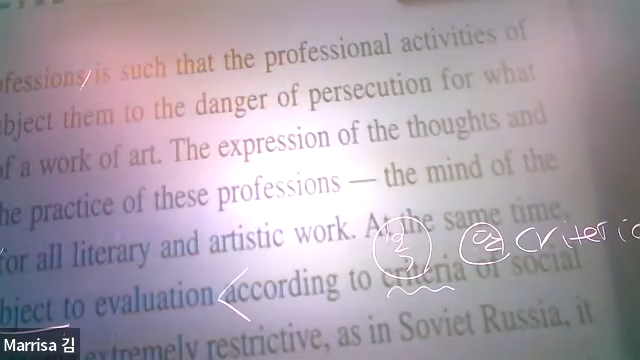 ofessions is such that the professional activities of
bject them to the danger of persecution for what
of a work of art. The expression of the thoughts and
he practice of these professions — the mind of the
for all literary and artistic work. At the same time,
criteria
bject to evaluation according to criteria of social
extremely restrictive, as in Soviet Russia, it
Marrisa 김